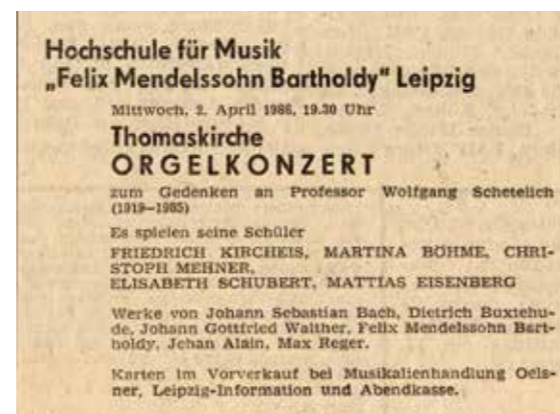 Hochschule für Musik
„Felix Mendelssohn Bartholdy" Leipzig
Mittwoch, 2. April 1986, 19.30 Uhr
Thomaskirche
ORGELKONZERT
zum Gedenken an Professor Wolfgang Schetelich
(1919–1985)
Es spielen seine Schüler
FRIEDRICH KIRCHEIS, MARTINA BÖHME, CHRI-
STOPH MEHNER,
ELISABETH SCHUBERT, MATTIAS EISENBERG
Werke von Johann Sebastian Bach, Dietrich Buxtehu-
de, Johann Gottfried Walther, Felix Mendelssohn Bart-
holdy, Jehan Alain, Max Reger.
Karten im Vorverkauf bei Musikalienhandlung Oels-
ner, Leipzig-Information und Abendkasse.